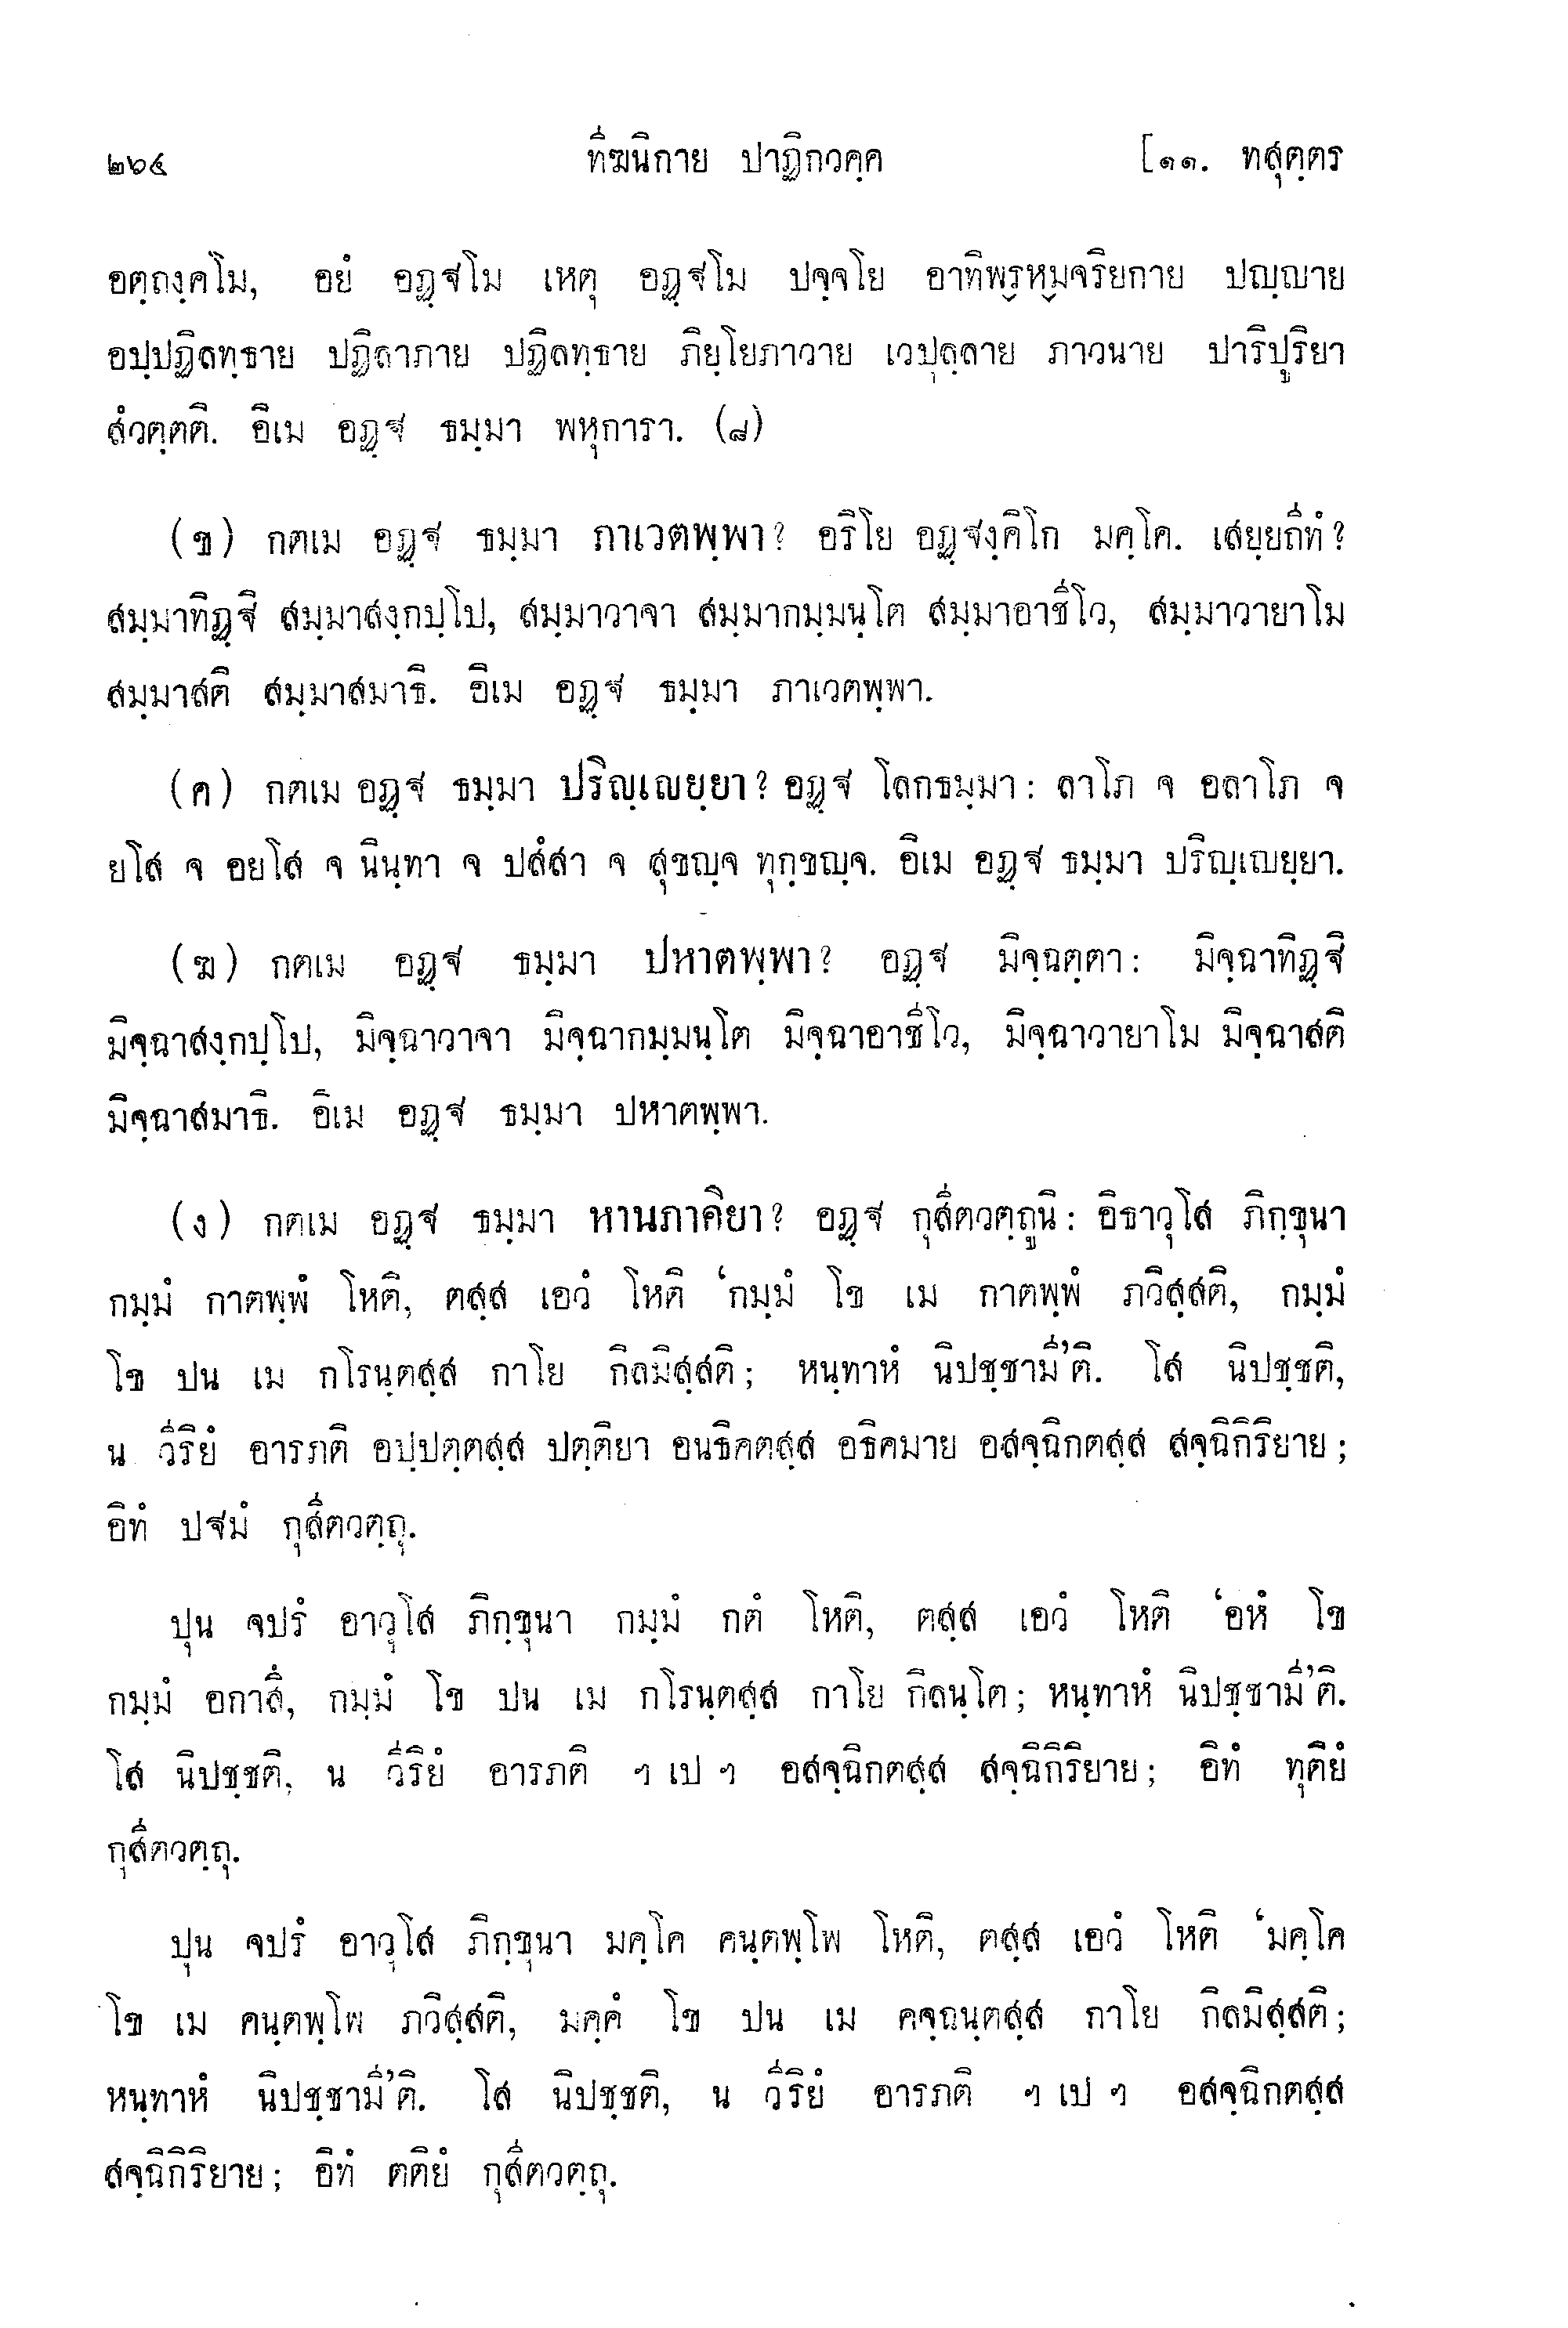 ๒๖๔ ทีฆนิกาย ปาฏิกวคฺค [๑๑. ทสุตฺตร
อตฺถงฺคโม, อยํ อฏฺฐโม เหตุ อฏฺฐโม ปจฺจโย อาทิพฺรหฺมจริยกาย ปญฺญาย
อปฺปฏิลทฺธาย ปฏิลาภาย ปฏิลทฺธาย ภิยฺโยภาวาย เวปุลฺลาย ภาวนาย ปาริปูริยา
สํวตฺตติ. อิเม อฏฺฐ ธมฺมา พหุการา. (๘)
(ข) กตเม อฏฺฐ ธมฺมา ภาเวตพฺพา? อริโย อฏฺฐงฺคิโก มคฺโค. เสยฺยถีทํ?
สมฺมาทิฏฺฐิ สมฺมาสงฺกปฺโป, สมฺมาวาจา สมฺมากมฺมนฺโต สมฺมาอาชีโว, สมฺมาวายาโม
สมฺมาสติ สมฺมาสมาธิ. อิเม อฏฺฐ ธมฺมา ภาเวตพฺพา.
(ค) กตเม อฏฺฐ ธมฺมา ปริญฺเญยฺยา? อฏฺฐ โลกธมฺมา: ลาโภ จ อลาโภ จ
ยโส จ อยโส จ นินฺทา จ ปสํสา จ สุขญฺจ ทุกฺขญฺจ. อิเม อฏฺฐ ธมฺมา ปริญฺเญยฺยา.
(ฆ) กตเม อฏฺฐ ธมฺมา ปหาตพฺพา? อฏฺฐ มิจฺฉตฺตา: มิจฺฉาทิฏฺฐิ
มิจฺฉาสงฺกปฺโป, มิจฺฉาวาจา มิจฺฉากมฺมนฺโต มิจฺฉาอาชีโว, มิจฺฉาวายาโม มิจฺฉาสติ
มิจฺฉาสมาธิ. อิเม อฏฺฐ ธมฺมา ปหาตพฺพา.
(ง) กตเม อฏฺฐ ธมฺมา หานภาคิยา? อฏฺฐ กุสีตวตฺถูนิ: อิธาวุโส ภิกฺขุนา
กมฺมํ กาตพฺพํ โหติ, ตสฺส เอวํ โหติ ‘กมฺมํ โข เม กาตพฺพํ ภวิสฺสติ, กมฺมํ
โข ปน เม กโรนฺตสฺส กาโย กิลมิสฺสติ; หนฺทาหํ นิปชฺชามี’ติ. โส นิปชฺชติ,
น วีริยํ อารภติ อปฺปตฺตสฺส ปตฺติยา อนธิคตสฺส อธิคมาย อสจฺฉิกตสฺส สจฺฉิกิริยาย;
อิทํ ปฐมํ กุสีตวตฺถุ.
ปุน จปรํ อาวุโส ภิกฺขุนา กมฺมํ กตํ โหติ, ตสฺส เอวํ โหติ ‘อหํ โข
กมฺมํ อกาสึ, กมฺมํ โข ปน เม กโรนฺตสฺส กาโย กิลนฺโต; หนฺทาหํ นิปชฺชามี’ติ.
โส นิปชฺชติ, น วีริยํ อารภติ ฯ เป ฯ อสจฺฉิกตสฺส สจฺฉิกิริยาย; อิทํ ทุติยํ
กุสีตวตฺถุ.
ปุน จปรํ อาวุโส ภิกฺขุนา มคฺโค คนฺตพฺโพ โหติ, ตสฺส เอวํ โหติ ‘มคฺโค
โข เม คนฺตพฺโพ ภวิสฺสติ, มคฺคํ โข ปน เม คจฺฉนฺตสฺส กาโย กิลมิสฺสติ;
หนฺทาหํ นิปชฺชามี’ติ. โส นิปชฺชติ, น วีริยํ อารภติ ฯ เป ฯ อสจฺฉิกตสฺส
สจฺฉิกิริยาย; อิทํ ตติยํ กุสีตวตฺถุ.